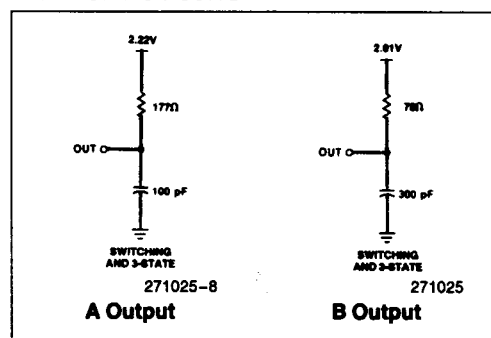 2.22V
177Ω
OUT
100 pF
SWITCHING
AND 3-STATE
271025-8
A Output
2.01V
78Ω
OUT
300 pF
SWITCHING
AND 3-STATE
271025
B Output